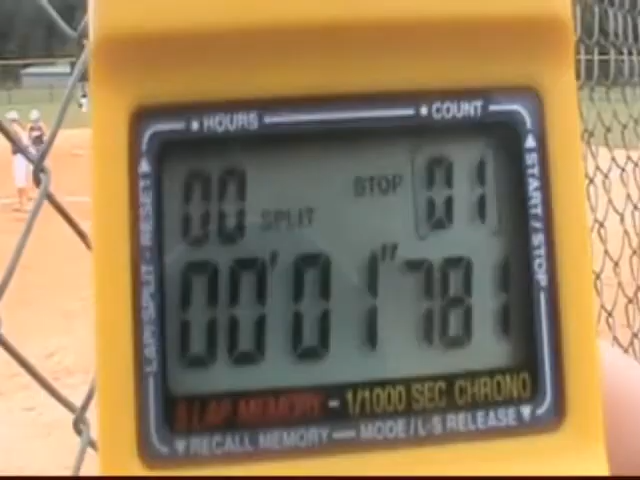 HOURS COUNT
00 SPLIT STOP 01
00'01"781
8 LAP MEMORY - 1/1000 SEC CHRONO
RECALL MEMORY MODE/L-S RELEASE
LAP/SPLIT-RESET
START/STOP